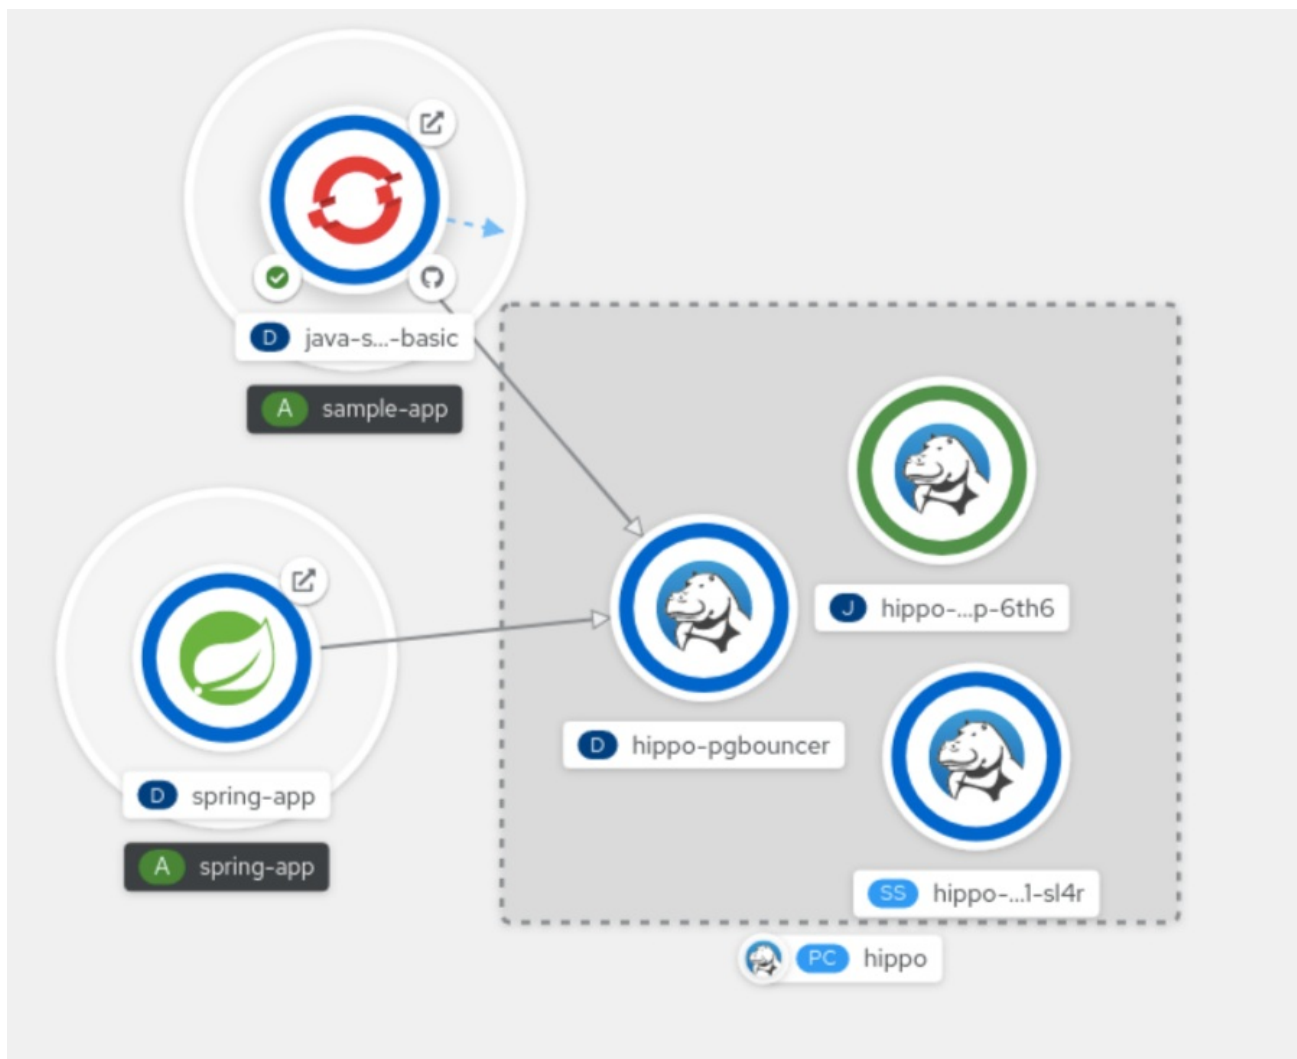 D java-s...-basic
A sample-app
J hippo-...p-6th6
D hippo-pgbouncer
D spring-app
A spring-app
SS hippo-...1-sl4r
PC hippo